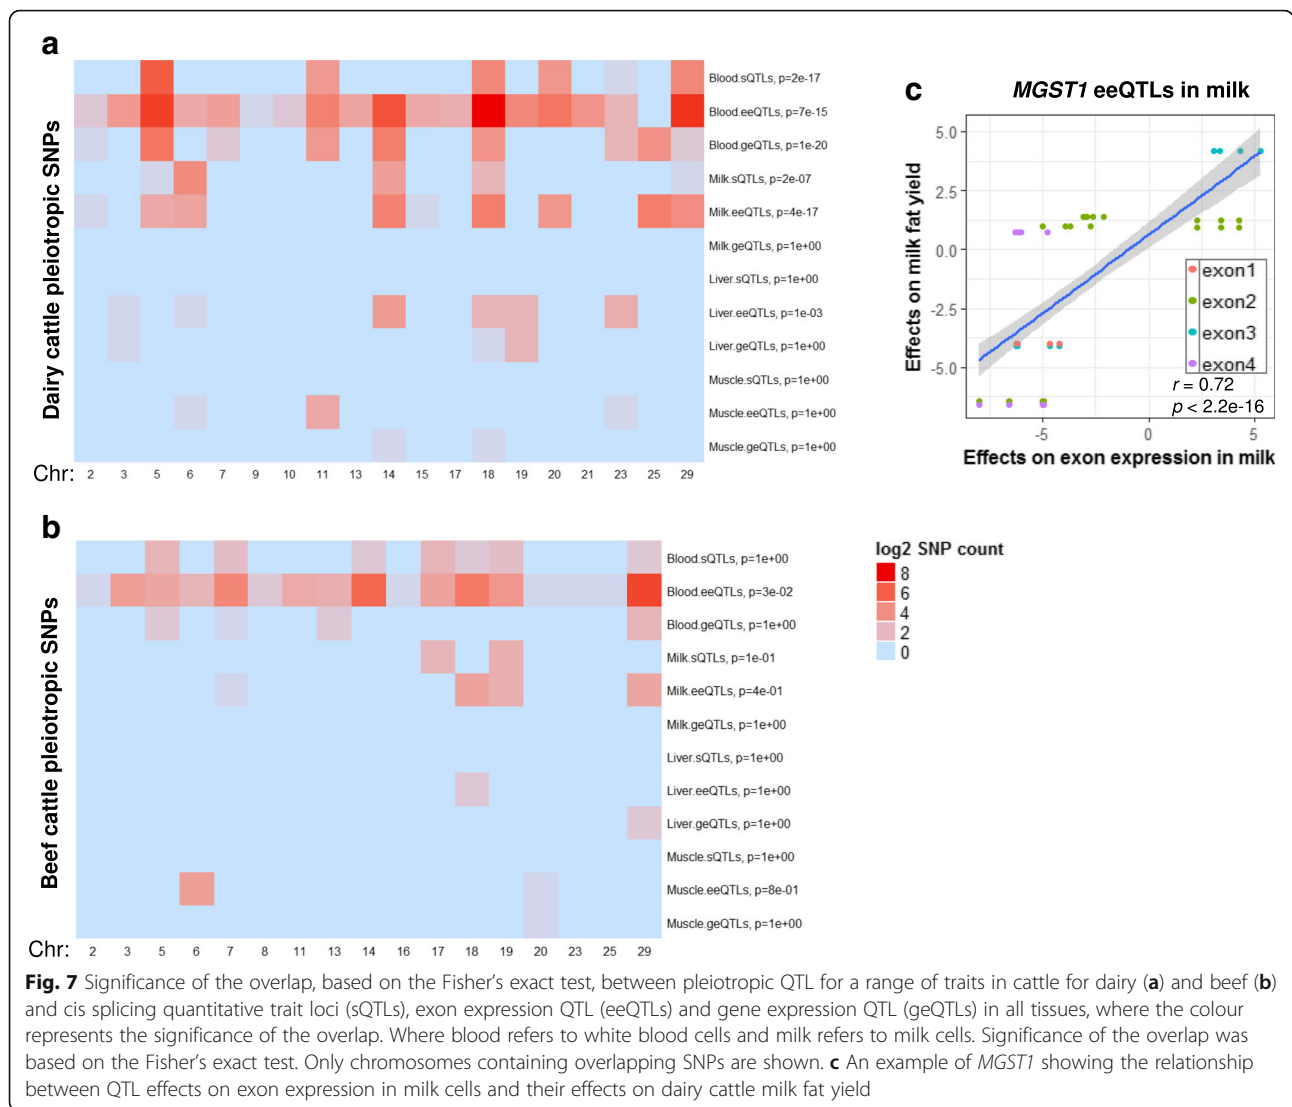 a
Dairy cattle pleiotropic SNPs
Blood.sQTLs, p=2e-17
Blood.eeQTLs, p=7e-15
Blood.geQTLs, p=1e-20
Milk.sQTLs, p=2e-07
Milk.eeQTLs, p=4e-17
Milk.geQTLs, p=1e+00
Liver.sQTLs, p=1e+00
Liver.eeQTLs, p=1e-03
Liver.geQTLs, p=1e+00
Muscle.sQTLs, p=1e+00
Muscle.eeQTLs, p=1e+00
Muscle.geQTLs, p=1e+00
Chr: 2 3 5 6 7 9 10 11 13 14 15 17 18 19 20 21 23 25 29
c
MGST1 eeQTLs in milk
Effects on milk fat yield
5.0
2.5
0.0
-2.5
-5.0
exon1
exon2
exon3
exon4
r = 0.72
p < 2.2e-16
-5 0 5
Effects on exon expression in milk
b
Beef cattle pleiotropic SNPs
Blood.sQTLs, p=1e+00
Blood.eeQTLs, p=3e-02
Blood.geQTLs, p=1e+00
Milk.sQTLs, p=1e-01
Milk.eeQTLs, p=4e-01
Milk.geQTLs, p=1e+00
Liver.sQTLs, p=1e+00
Liver.eeQTLs, p=1e+00
Liver.geQTLs, p=1e+00
Muscle.sQTLs, p=1e+00
Muscle.eeQTLs, p=8e-01
Muscle.geQTLs, p=1e+00
Chr: 2 3 5 6 7 8 11 13 14 16 17 18 19 20 23 25 29
log2 SNP count
8
6
4
2
0
Fig. 7 Significance of the overlap, based on the Fisher's exact test, between pleiotropic QTL for a range of traits in cattle for dairy (a) and beef (b)
and cis splicing quantitative trait loci (sQTLs), exon expression QTL (eeQTLs) and gene expression QTL (geQTLs) in all tissues, where the colour
represents the significance of the overlap. Where blood refers to white blood cells and milk refers to milk cells. Significance of the overlap was
based on the Fisher's exact test. Only chromosomes containing overlapping SNPs are shown. c An example of MGST1 showing the relationship
between QTL effects on exon expression in milk cells and their effects on dairy cattle milk fat yield